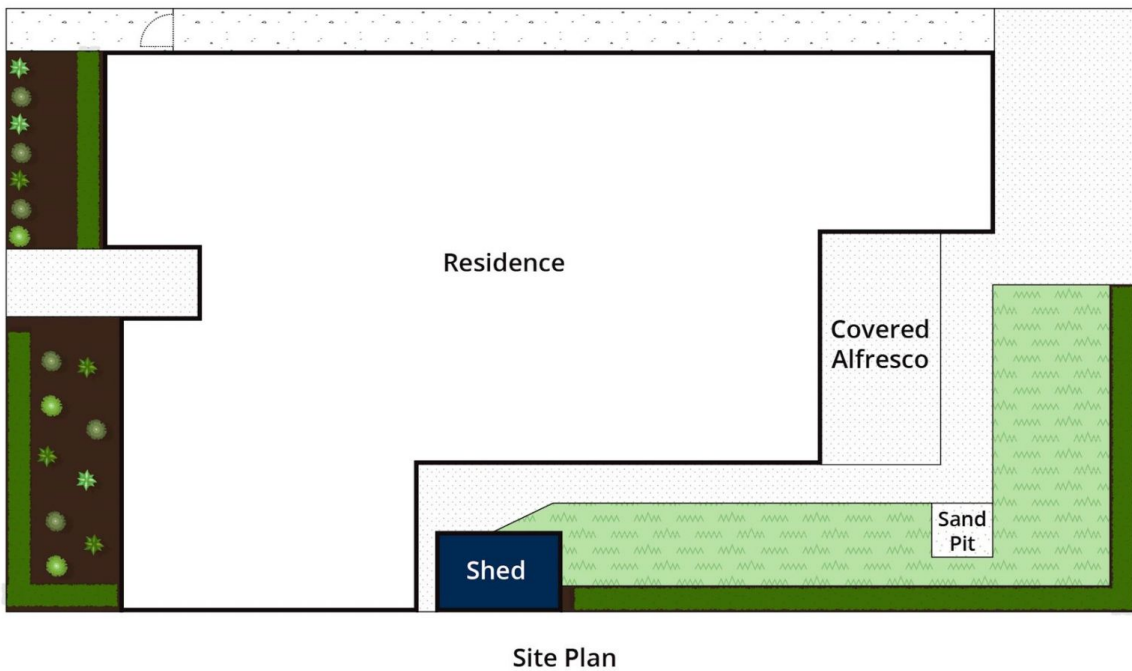 Residence
Covered
Alfresco
Sand
Pit
Shed
Site Plan